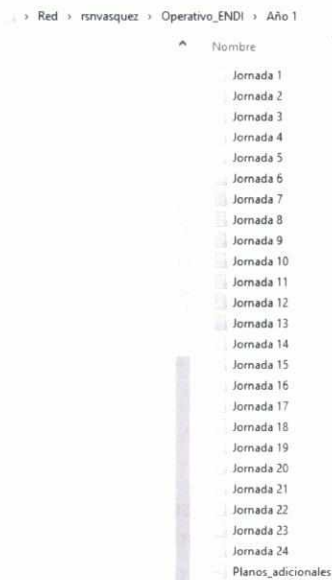 > Red > rsnvasquez > Operativo_ENDI > Año 1
Nombre
Jornada 1
Jornada 2
Jornada 3
Jornada 4
Jornada 5
Jornada 6
Jornada 7
Jornada 8
Jornada 9
Jornada 10
Jornada 11
Jornada 12
Jornada 13
Jornada 14
Jornada 15
Jornada 16
Jornada 17
Jornada 18
Jornada 19
Jornada 20
Jornada 21
Jornada 22
Jornada 23
Jornada 24
Planos_adicionales